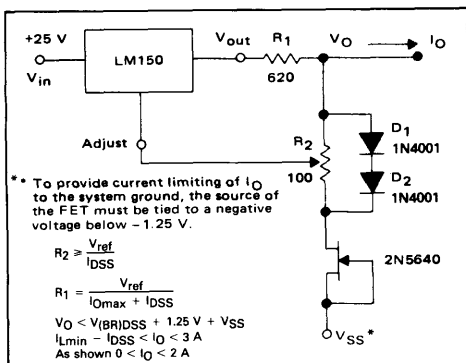 +25 V
Vin
LM150
Vout
R1
620
VO
IO
Adjust
R2
100
D1
1N4001
D2
1N4001
2N5640
VSS*
* To provide current limiting of IO
to the system ground, the source of
the FET must be tied to a negative
voltage below −1.25 V.
R2 ≥ Vref / IDSS
R1 = Vref / IOmax + IDSS
VO < V(BR)DSS + 1.25 V + VSS
ILmin − IDSS < IO < 3 A
As shown 0 < IO < 2 A